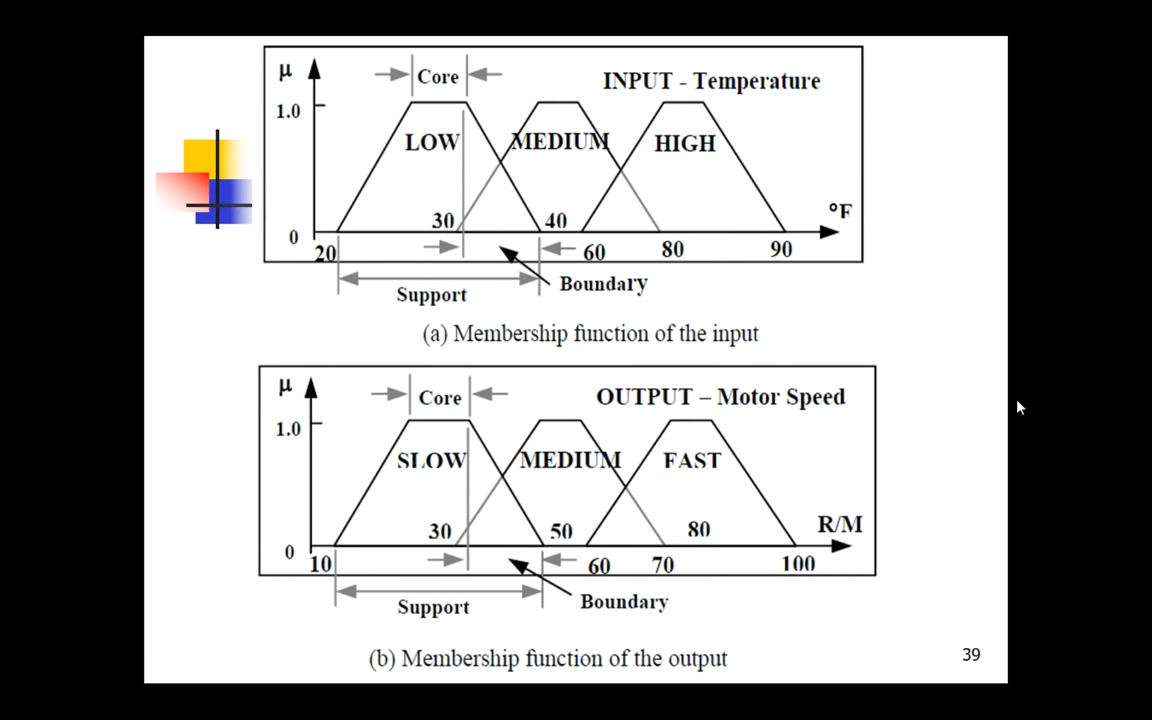 μ
Core
INPUT - Temperature
1.0
LOW
MEDIUM
HIGH
30
40
°F
0
20
60
80
90
Support
Boundary
(a) Membership function of the input
μ
Core
OUTPUT – Motor Speed
1.0
SLOW
MEDIUM
FAST
30
50
80
R/M
0
10
60
70
100
Support
Boundary
(b) Membership function of the output
39